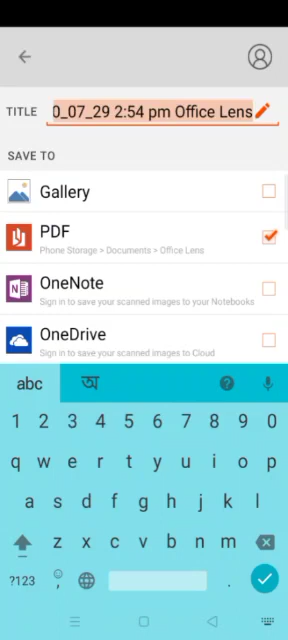 TITLE 0_07_29 2:54 pm Office Lens
SAVE TO
Gallery
PDF
Phone Storage > Documents > Office Lens
OneNote
Sign in to save your scanned images to your Notebooks
OneDrive
Sign in to save your scanned images to Cloud
abc অ
1 2 3 4 5 6 7 8 9 0
q w e r t y u i o p
a s d f g h j k l
z x c v b n m
?123 , .